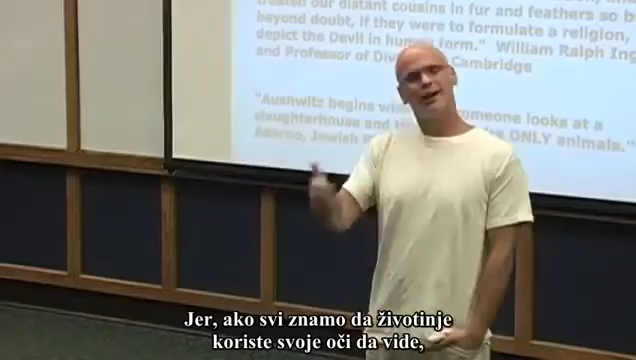 treated our distant cousins in fur and feathers so b
beyond doubt, if they were to formulate a religion,
depict the Devil in human form." William Ralph Ing
and Professor of Div Cambridge
"Auschwitz begins wh someone looks at a
slaughterhouse and th ONLY animals."
Adorno, Jewish
Jer, ako svi znamo da životinje
koriste svoje oči da vide,